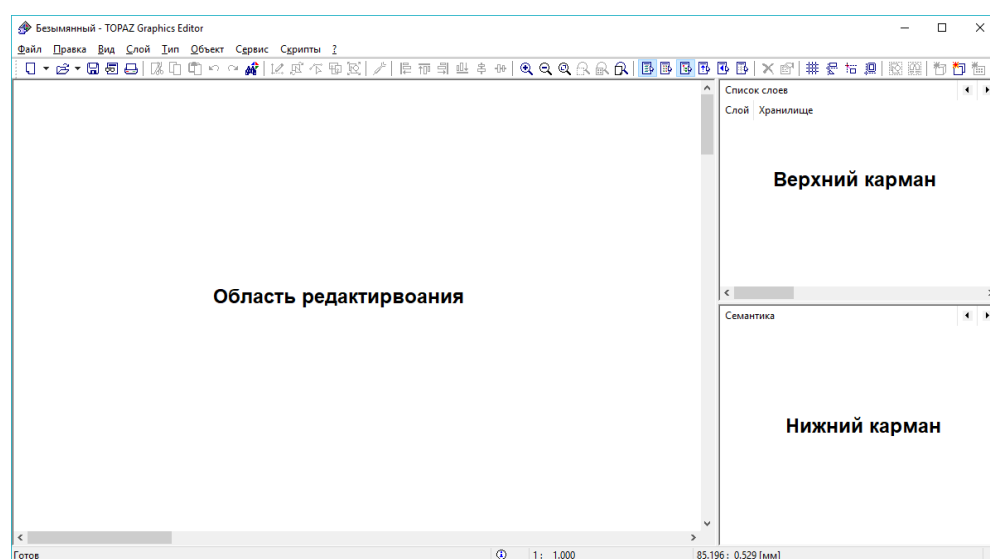 Безымянный - TOPAZ Graphics Editor
Файл Правка Вид Слой Тип Объект Сервис Скрипты ?
Список слоев
Слой Хранилище
Верхний карман
Область редактирвоания
Семантика
Нижний карман
Готов 1 : 1.000 85.196 : 0.529 [мм]